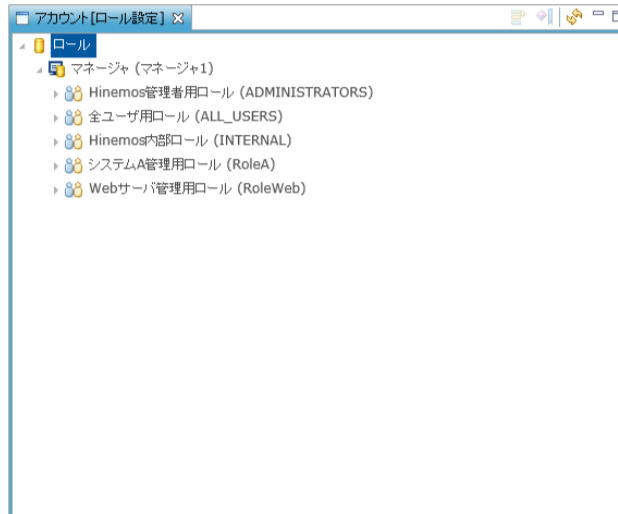 アカウント[ロール設定]
ロール
マネージャ (マネージャ1)
Hinemos管理者用ロール (ADMINISTRATORS)
全ユーザ用ロール (ALL_USERS)
Hinemos内部ロール (INTERNAL)
システムA管理用ロール (RoleA)
Webサーバ管理用ロール (RoleWeb)